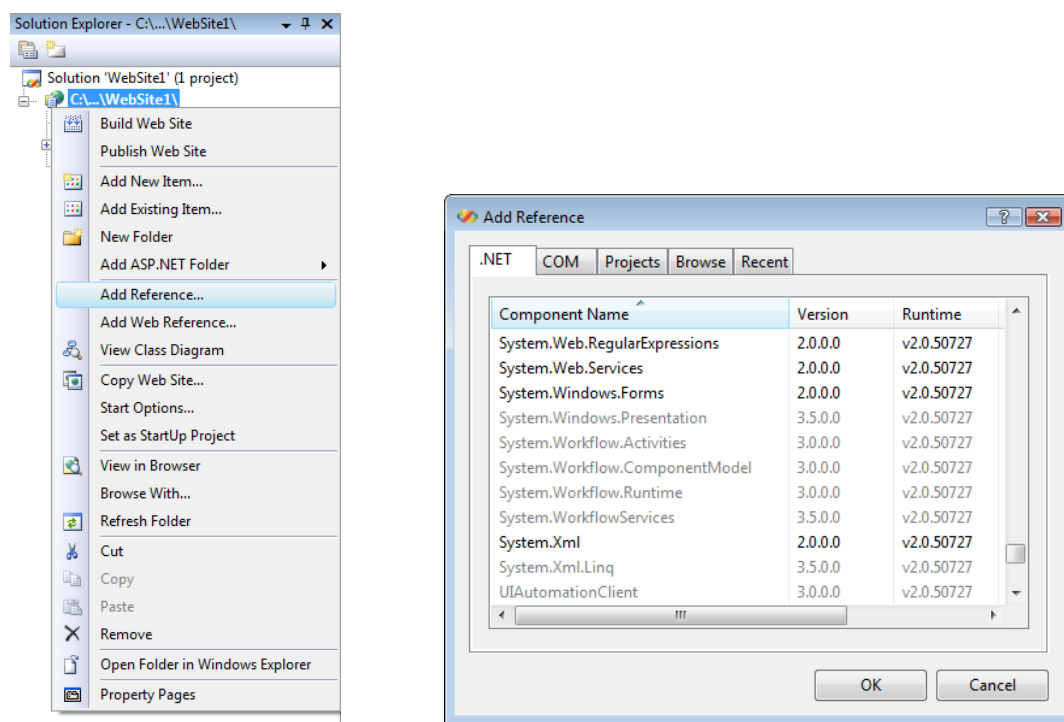 Solution Explorer - C:\...\WebSite1\
Solution 'WebSite1' (1 project)
C:\...\WebSite1\
Build Web Site
Publish Web Site
Add New Item...
Add Existing Item...
New Folder
Add ASP.NET Folder
Add Reference...
Add Web Reference...
View Class Diagram
Copy Web Site...
Start Options...
Set as StartUp Project
View in Browser
Browse With...
Refresh Folder
Cut
Copy
Paste
Remove
Open Folder in Windows Explorer
Property Pages
Add Reference
.NET COM Projects Browse Recent
Component Name Version Runtime
System.Web.RegularExpressions 2.0.0.0 v2.0.50727
System.Web.Services 2.0.0.0 v2.0.50727
System.Windows.Forms 2.0.0.0 v2.0.50727
System.Windows.Presentation 3.5.0.0 v2.0.50727
System.Workflow.Activities 3.0.0.0 v2.0.50727
System.Workflow.ComponentModel 3.0.0.0 v2.0.50727
System.Workflow.Runtime 3.0.0.0 v2.0.50727
System.WorkflowServices 3.5.0.0 v2.0.50727
System.Xml 2.0.0.0 v2.0.50727
System.Xml.Linq 3.5.0.0 v2.0.50727
UIAutomationClient 3.0.0.0 v2.0.50727
OK Cancel